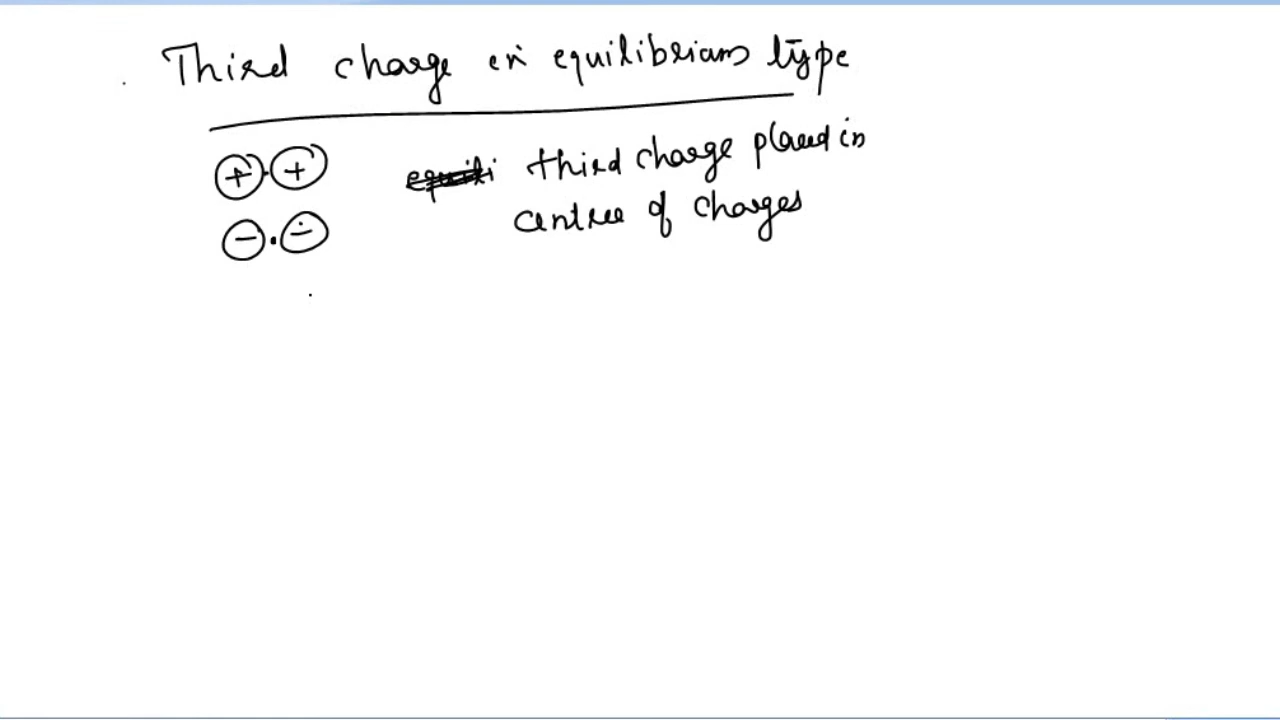 Third charge in equilibrium type
+ + third charge placed in
- - centre of charges